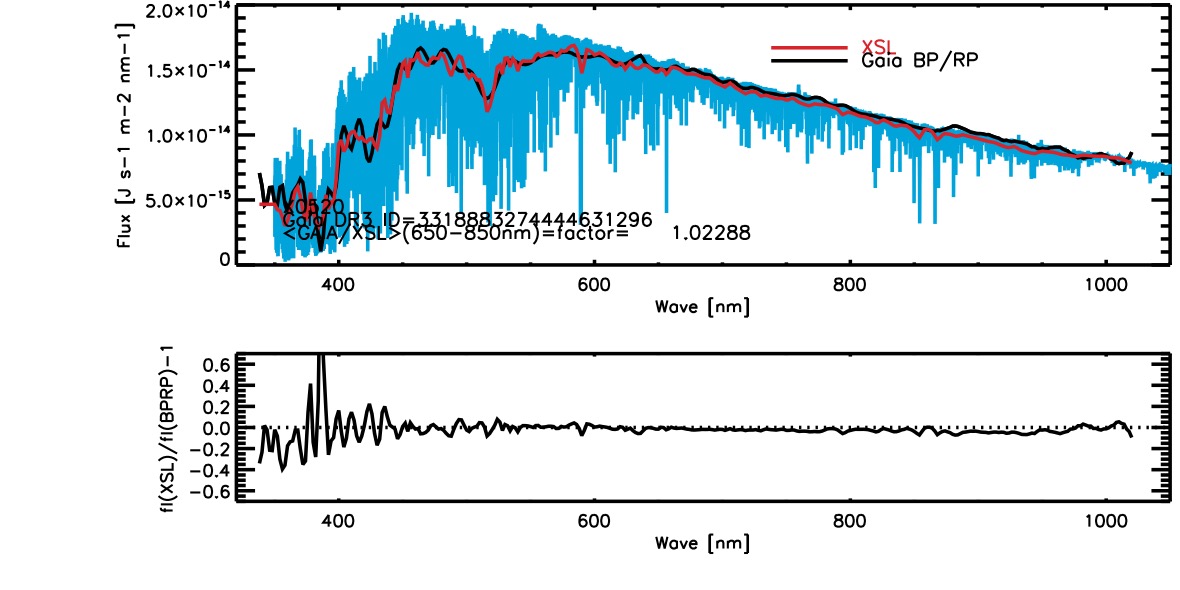 2.0×10−14
1.5×10−14
1.0×10−14
5.0×10−15
0
Flux [J s−1 m−2 nm−1]
XSL
Gaia BP/RP
X0520
Gaia DR3 ID=3318883274444631296
<GAIA/XSL>(650−850nm)=factor= 1.02288
400 600 800 1000
Wave [nm]
fl(XSL)/fl(BPRP)−1
0.6
0.4
0.2
0.0
−0.2
−0.4
−0.6
400 600 800 1000
Wave [nm]